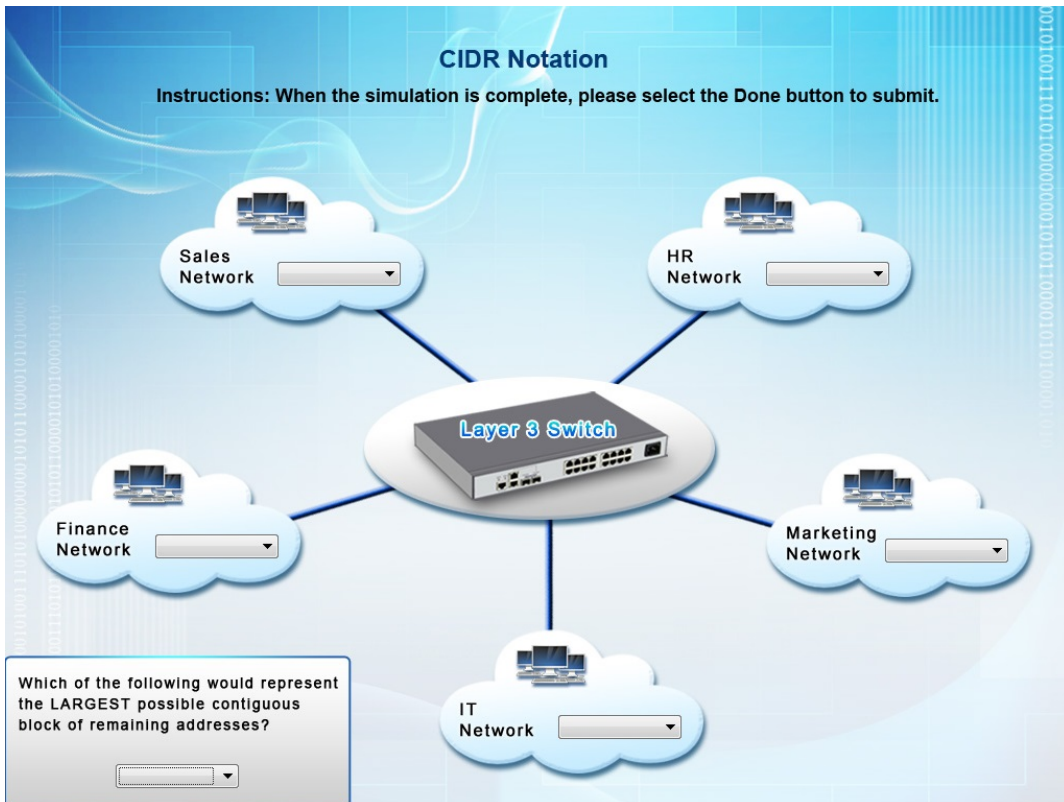 CIDR Notation
Instructions: When the simulation is complete, please select the Done button to submit.
Sales
Network
HR
Network
Layer 3 Switch
Finance
Network
Marketing
Network
IT
Network
Which of the following would represent
the LARGEST possible contiguous
block of remaining addresses?